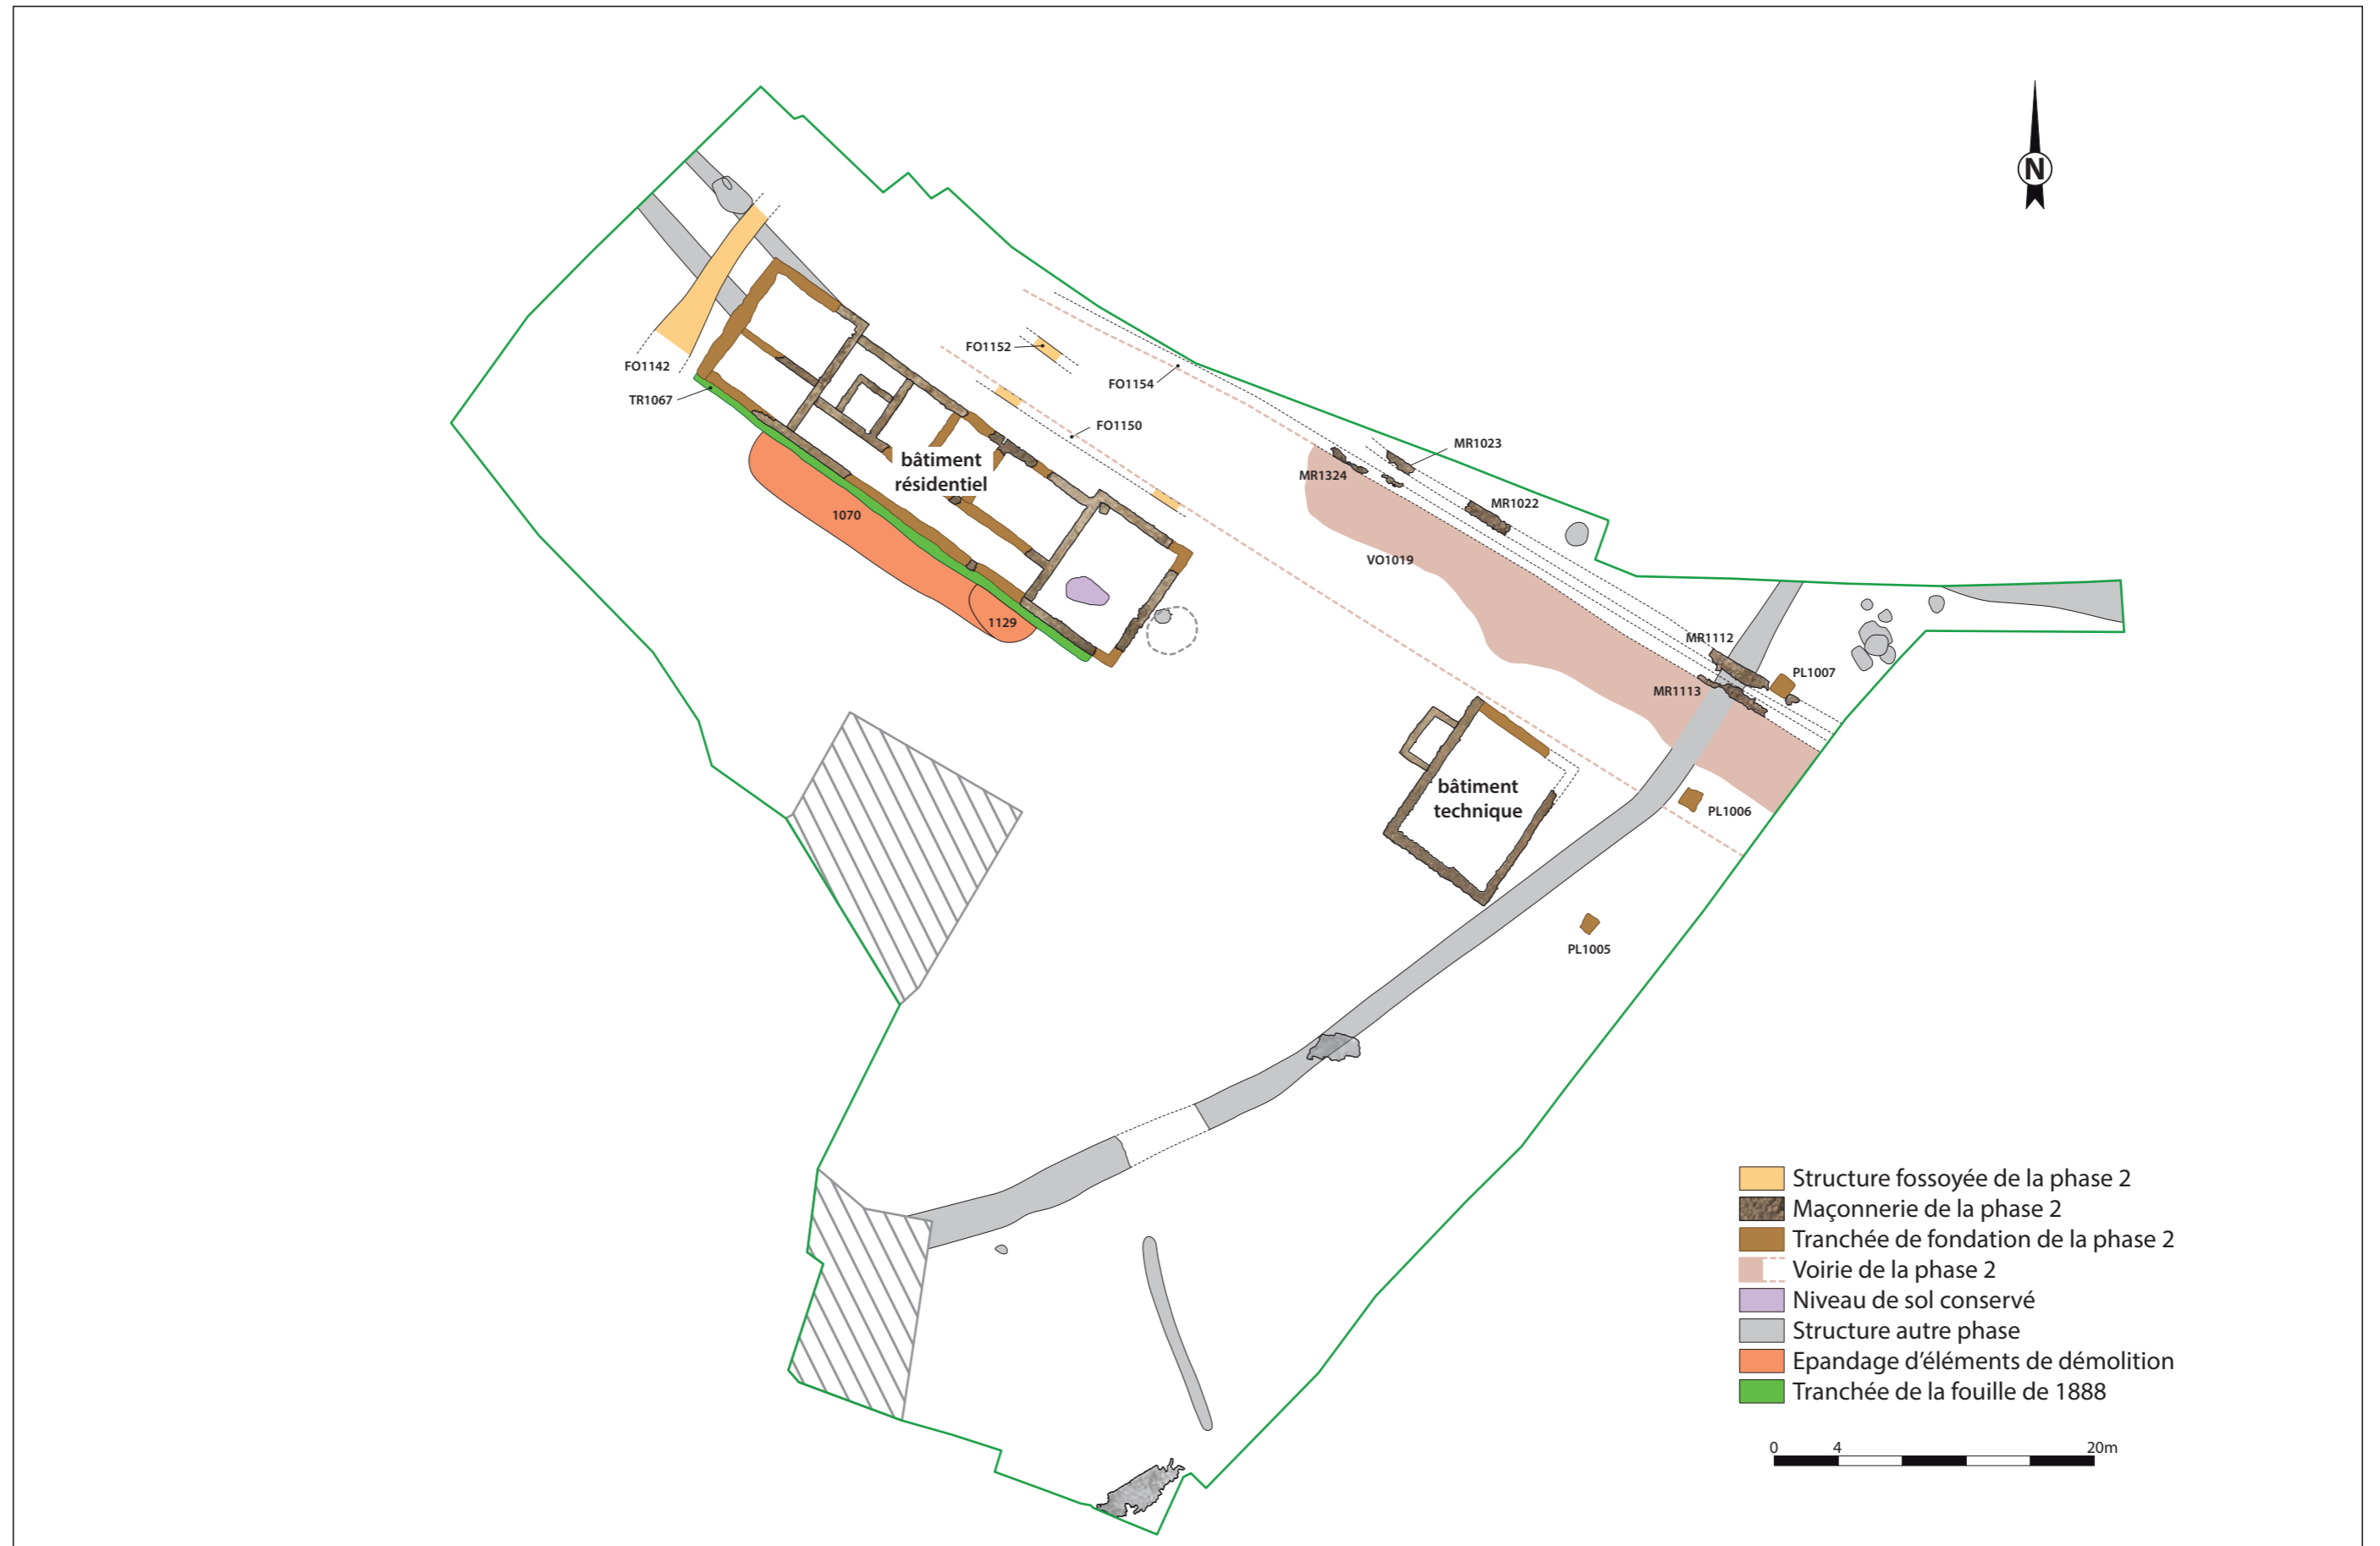 N
FO1152
FO1142
FO1154
TR1067
FO1150
MR1023
bâtiment
résidentiel
MR1324
MR1022
1070
VO1019
1129
MR1112
PL1007
MR1113
bâtiment
technique
PL1006
PL1005
Structure fossoyée de la phase 2
Maçonnerie de la phase 2
Tranchée de fondation de la phase 2
Voirie de la phase 2
Niveau de sol conservé
Structure autre phase
Epandage d’éléments de démolition
Tranchée de la fouille de 1888
0 4 20m